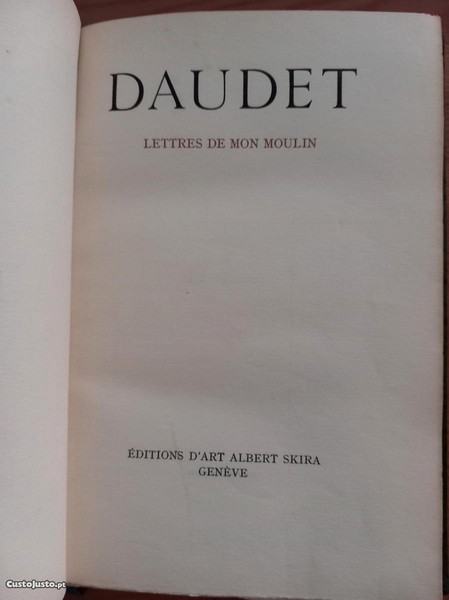 DAUDET
LETTRES DE MON MOULIN
ÉDITIONS D'ART ALBERT SKIRA
GENÈVE
CustoJusto.pt